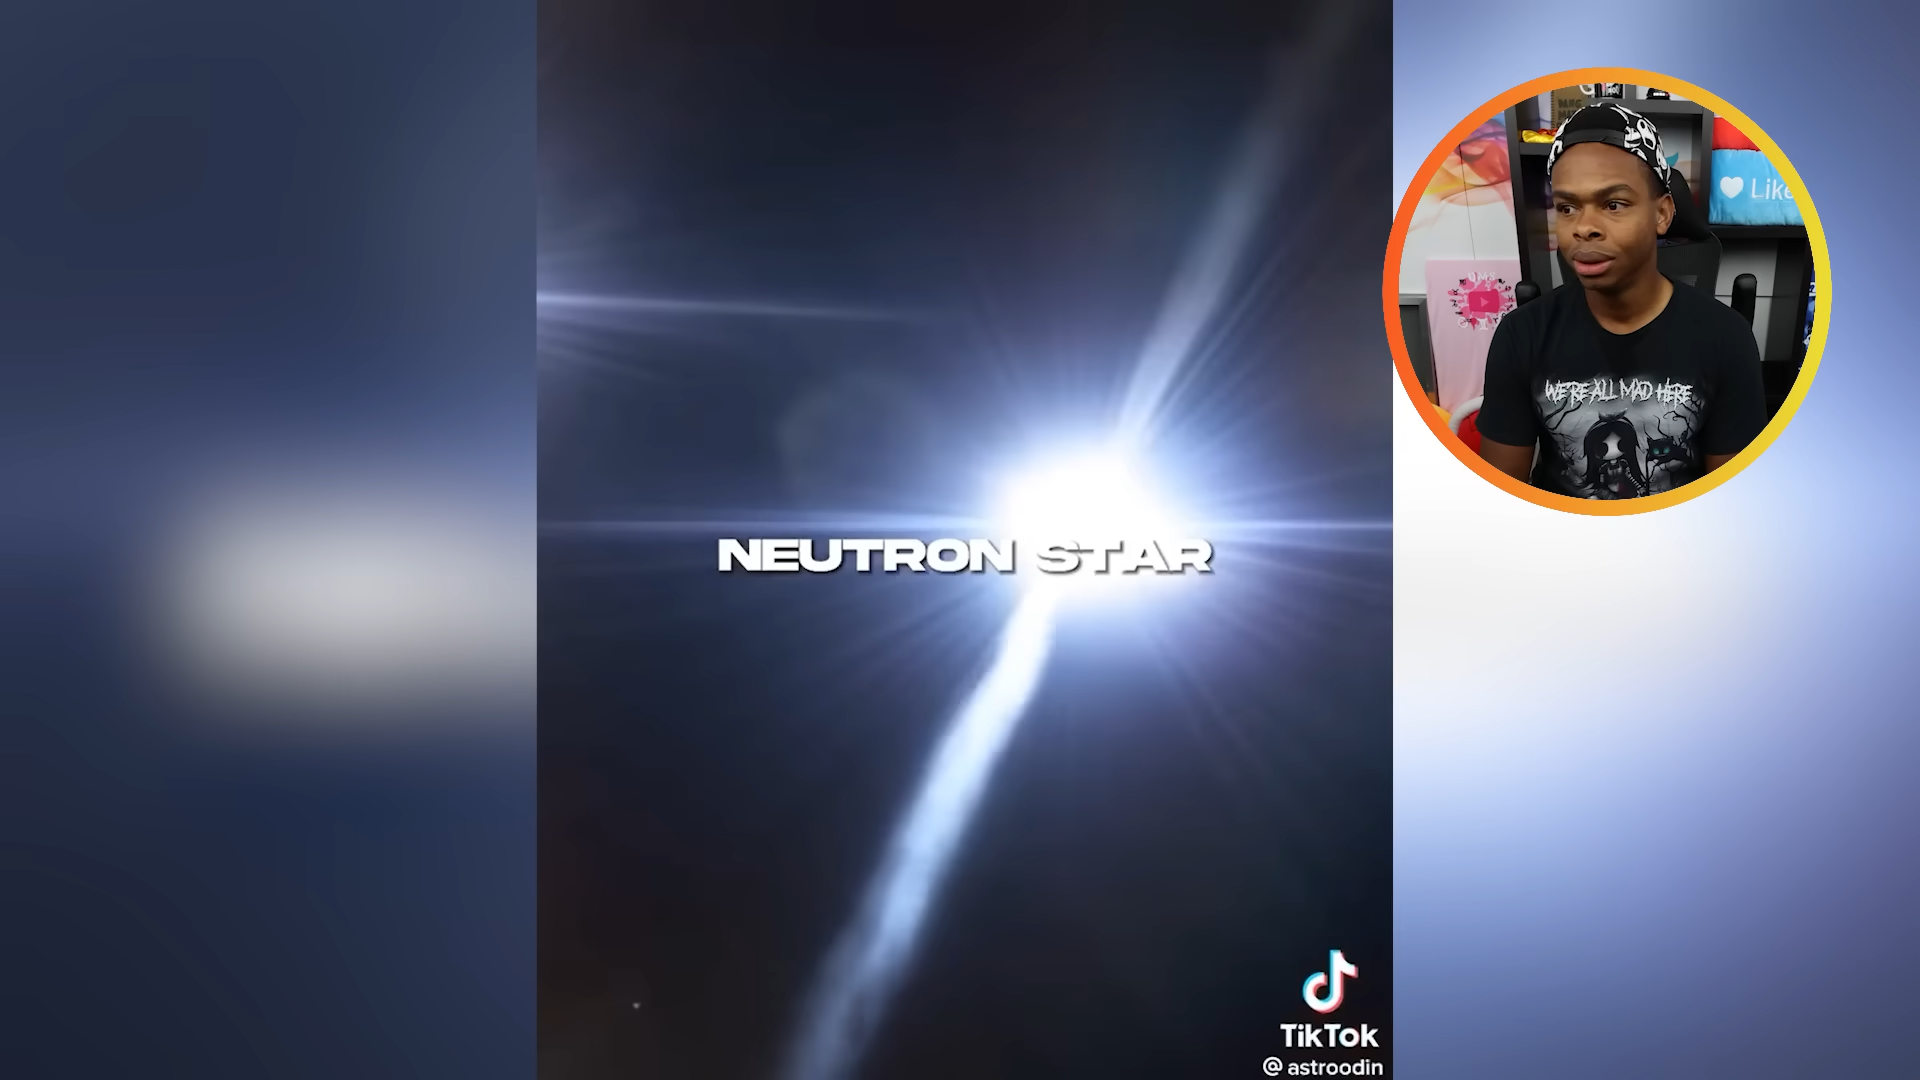 NEUTRON STAR
Like
WE'RE ALL MAD HERE
TikTok
@astroodin